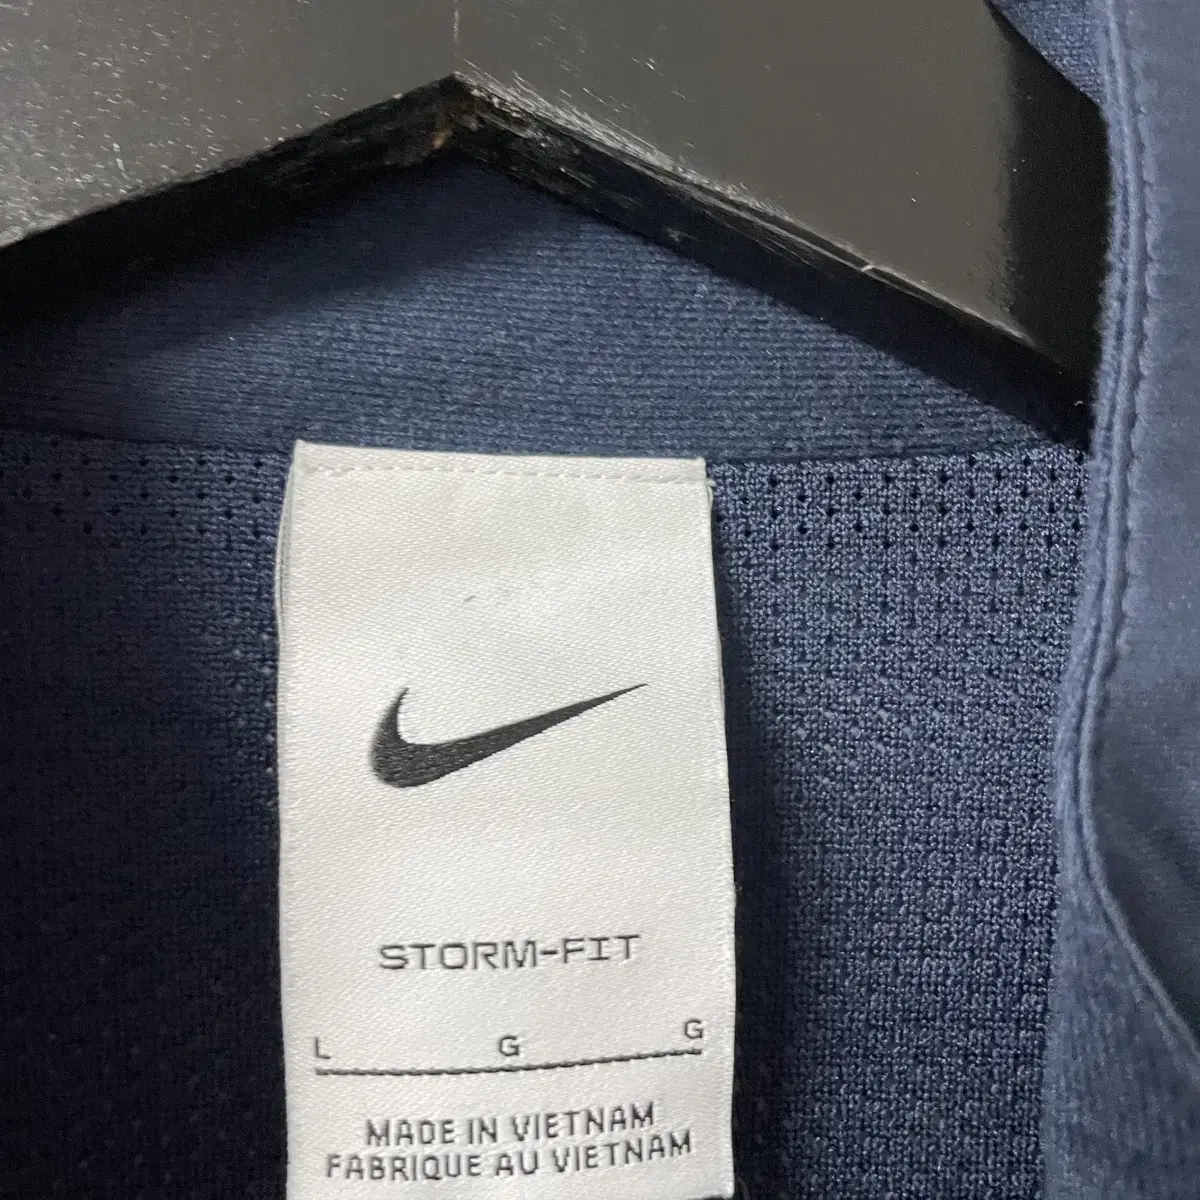 STORM-FIT
L G G
MADE IN VIETNAM
FABRIQUE AU VIETNAM